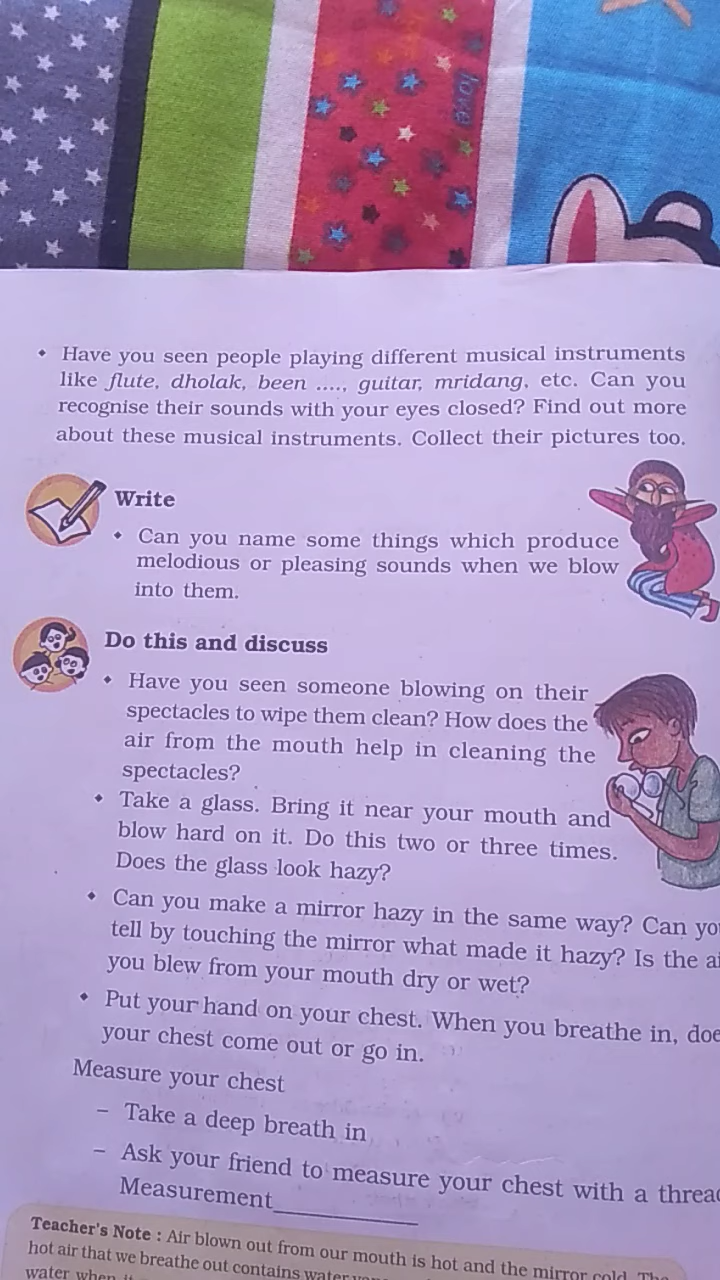 love
• Have you seen people playing different musical instruments
like flute, dholak, been ...., guitar, mridang, etc. Can you
recognise their sounds with your eyes closed? Find out more
about these musical instruments. Collect their pictures too.
Write
• Can you name some things which produce
melodious or pleasing sounds when we blow
into them.
Do this and discuss
• Have you seen someone blowing on their
spectacles to wipe them clean? How does the
air from the mouth help in cleaning the
spectacles?
• Take a glass. Bring it near your mouth and
blow hard on it. Do this two or three times.
Does the glass look hazy?
• Can you make a mirror hazy in the same way? Can yo
tell by touching the mirror what made it hazy? Is the ai
you blew from your mouth dry or wet?
• Put your hand on your chest. When you breathe in, doe
your chest come out or go in.
Measure your chest
– Take a deep breath in
– Ask your friend to measure your chest with a threa
Measurement____________
Teacher's Note : Air blown out from our mouth is hot and the mirror cold. The
hot air that we breathe out contains water
water when